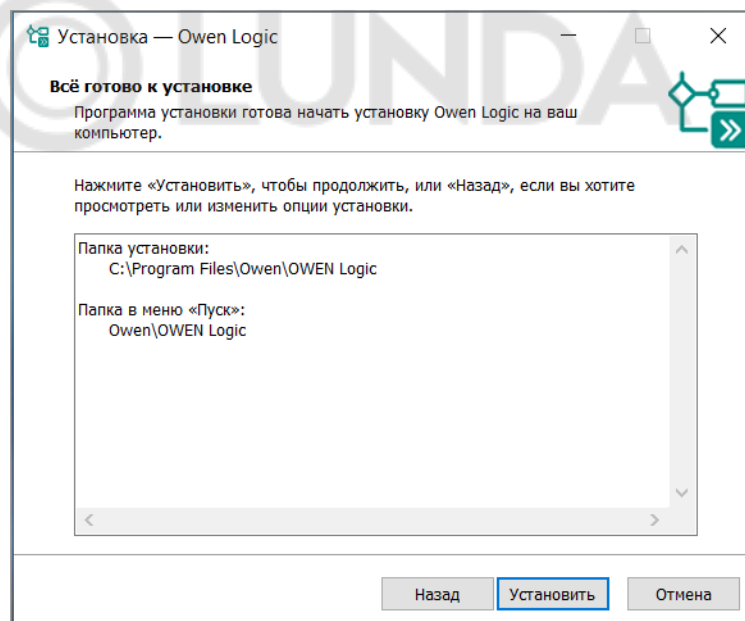 LUNDA
Установка — Owen Logic
Всё готово к установке
Программа установки готова начать установку Owen Logic на ваш
компьютер.
Нажмите «Установить», чтобы продолжить, или «Назад», если вы хотите
просмотреть или изменить опции установки.
Папка установки:
C:\Program Files\Owen\OWEN Logic
Папка в меню «Пуск»:
Owen\OWEN Logic
Назад
Установить
Отмена